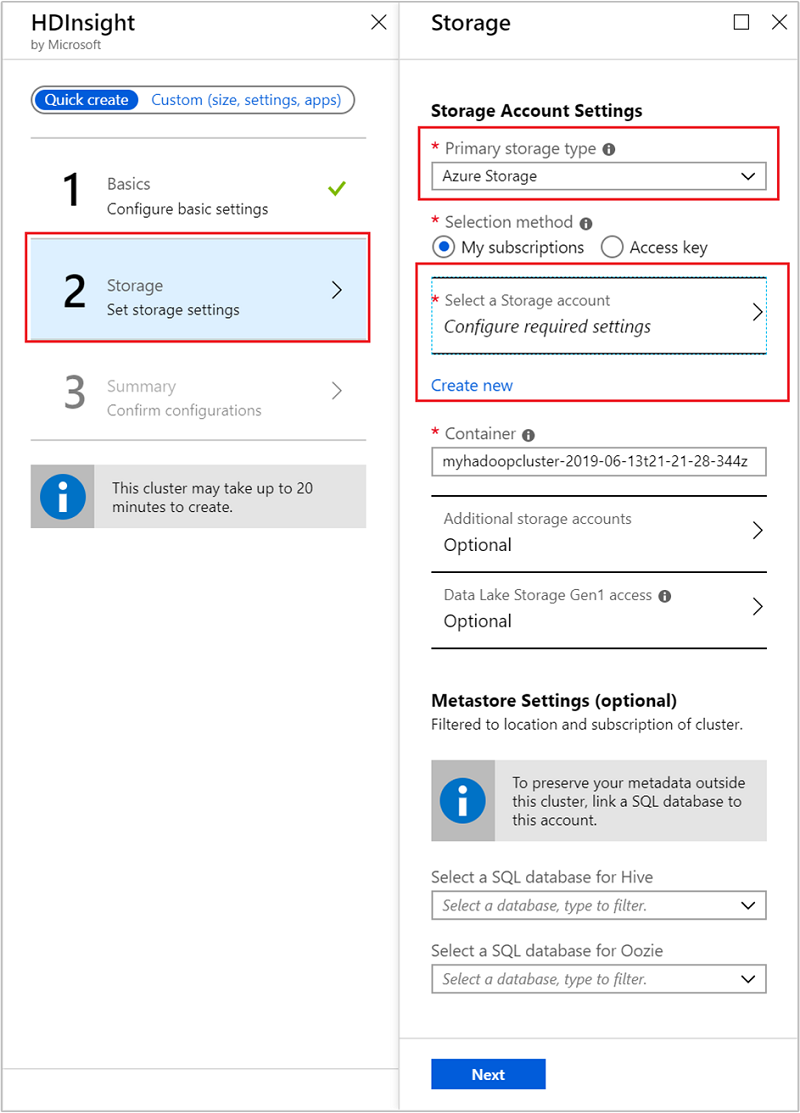 HDInsight
by Microsoft
Quick create
Custom (size, settings, apps)
1
Basics
Configure basic settings
2
Storage
Set storage settings
3
Summary
Confirm configurations
This cluster may take up to 20
minutes to create.
Storage
Storage Account Settings
* Primary storage type
Azure Storage
* Selection method
My subscriptions
Access key
* Select a Storage account
Configure required settings
Create new
* Container
myhadoopcluster-2019-06-13t21-21-28-344z
Additional storage accounts
Optional
Data Lake Storage Gen1 access
Optional
Metastore Settings (optional)
Filtered to location and subscription of cluster.
To preserve your metadata outside
this cluster, link a SQL database to
this account.
Select a SQL database for Hive
Select a database, type to filter.
Select a SQL database for Oozie
Select a database, type to filter.
Next